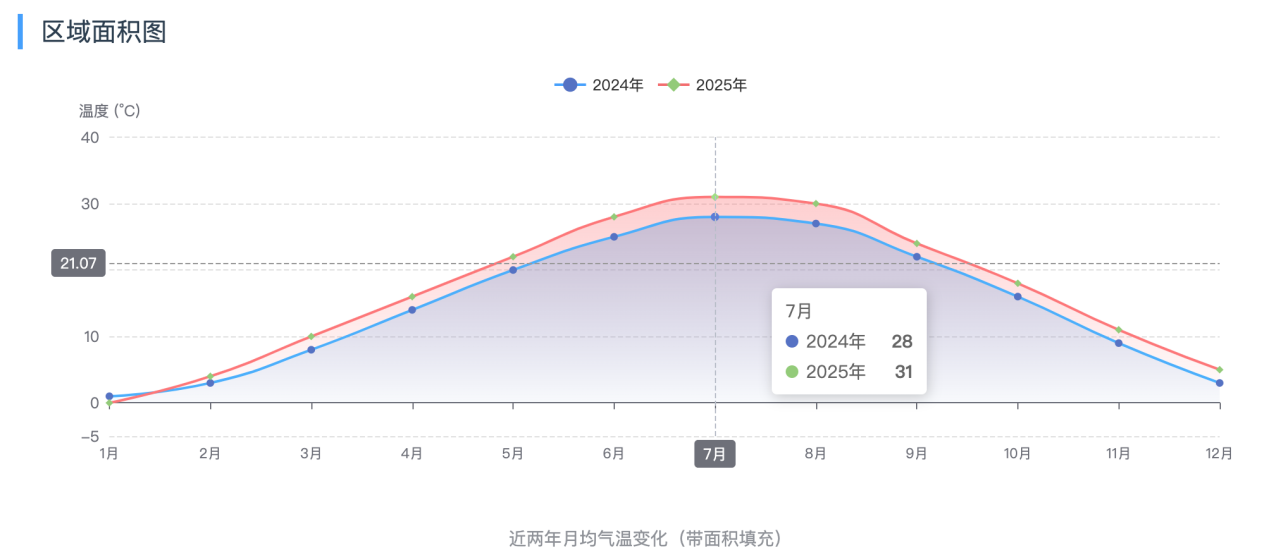 区域面积图
2024年 2025年
温度 (°C)
40
30
21.07
10
0
-5
7月
2024年 28
2025年 31
1月 2月 3月 4月 5月 6月 7月 8月 9月 10月 11月 12月
近两年月均气温变化（带面积填充）